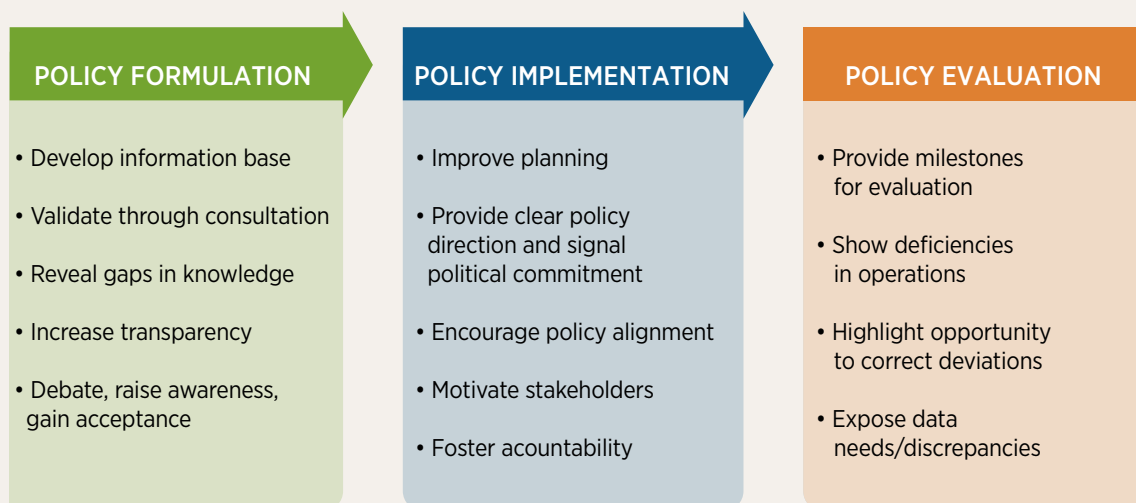 POLICY FORMULATION
• Develop information base
• Validate through consultation
• Reveal gaps in knowledge
• Increase transparency
• Debate, raise awareness,
gain acceptance
POLICY IMPLEMENTATION
• Improve planning
• Provide clear policy
direction and signal
political commitment
• Encourage policy alignment
• Motivate stakeholders
• Foster acountability
POLICY EVALUATION
• Provide milestones
for evaluation
• Show deficiencies
in operations
• Highlight opportunity
to correct deviations
• Expose data
needs/discrepancies